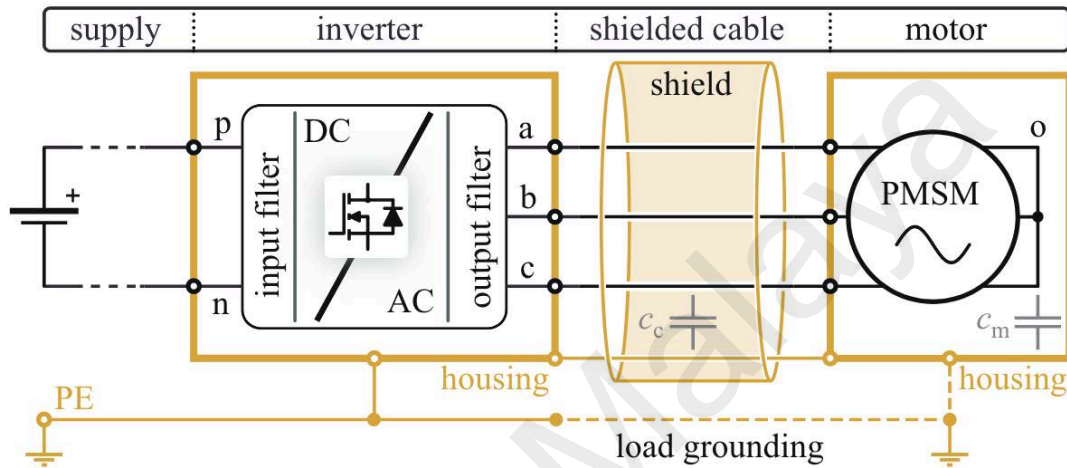 supply inverter shielded cable motor
shield
p DC a o
input filter
output filter
PMSM
b
n AC c
c_c
c_m
housing
housing
PE
load grounding
+
Malaya